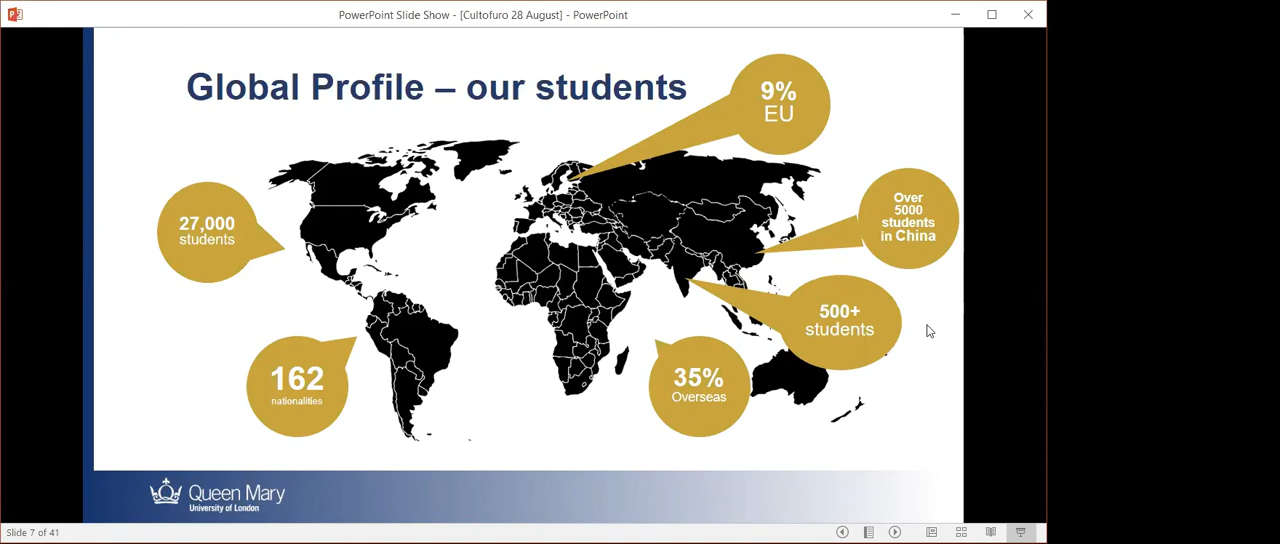 PowerPoint Slide Show - [Cultofuro 28 August] - PowerPoint
Global Profile – our students
9%
EU
27,000
students
Over
5000
students
in China
500+
students
162
nationalities
35%
Overseas
Queen Mary
University of London
Slide 7 of 41